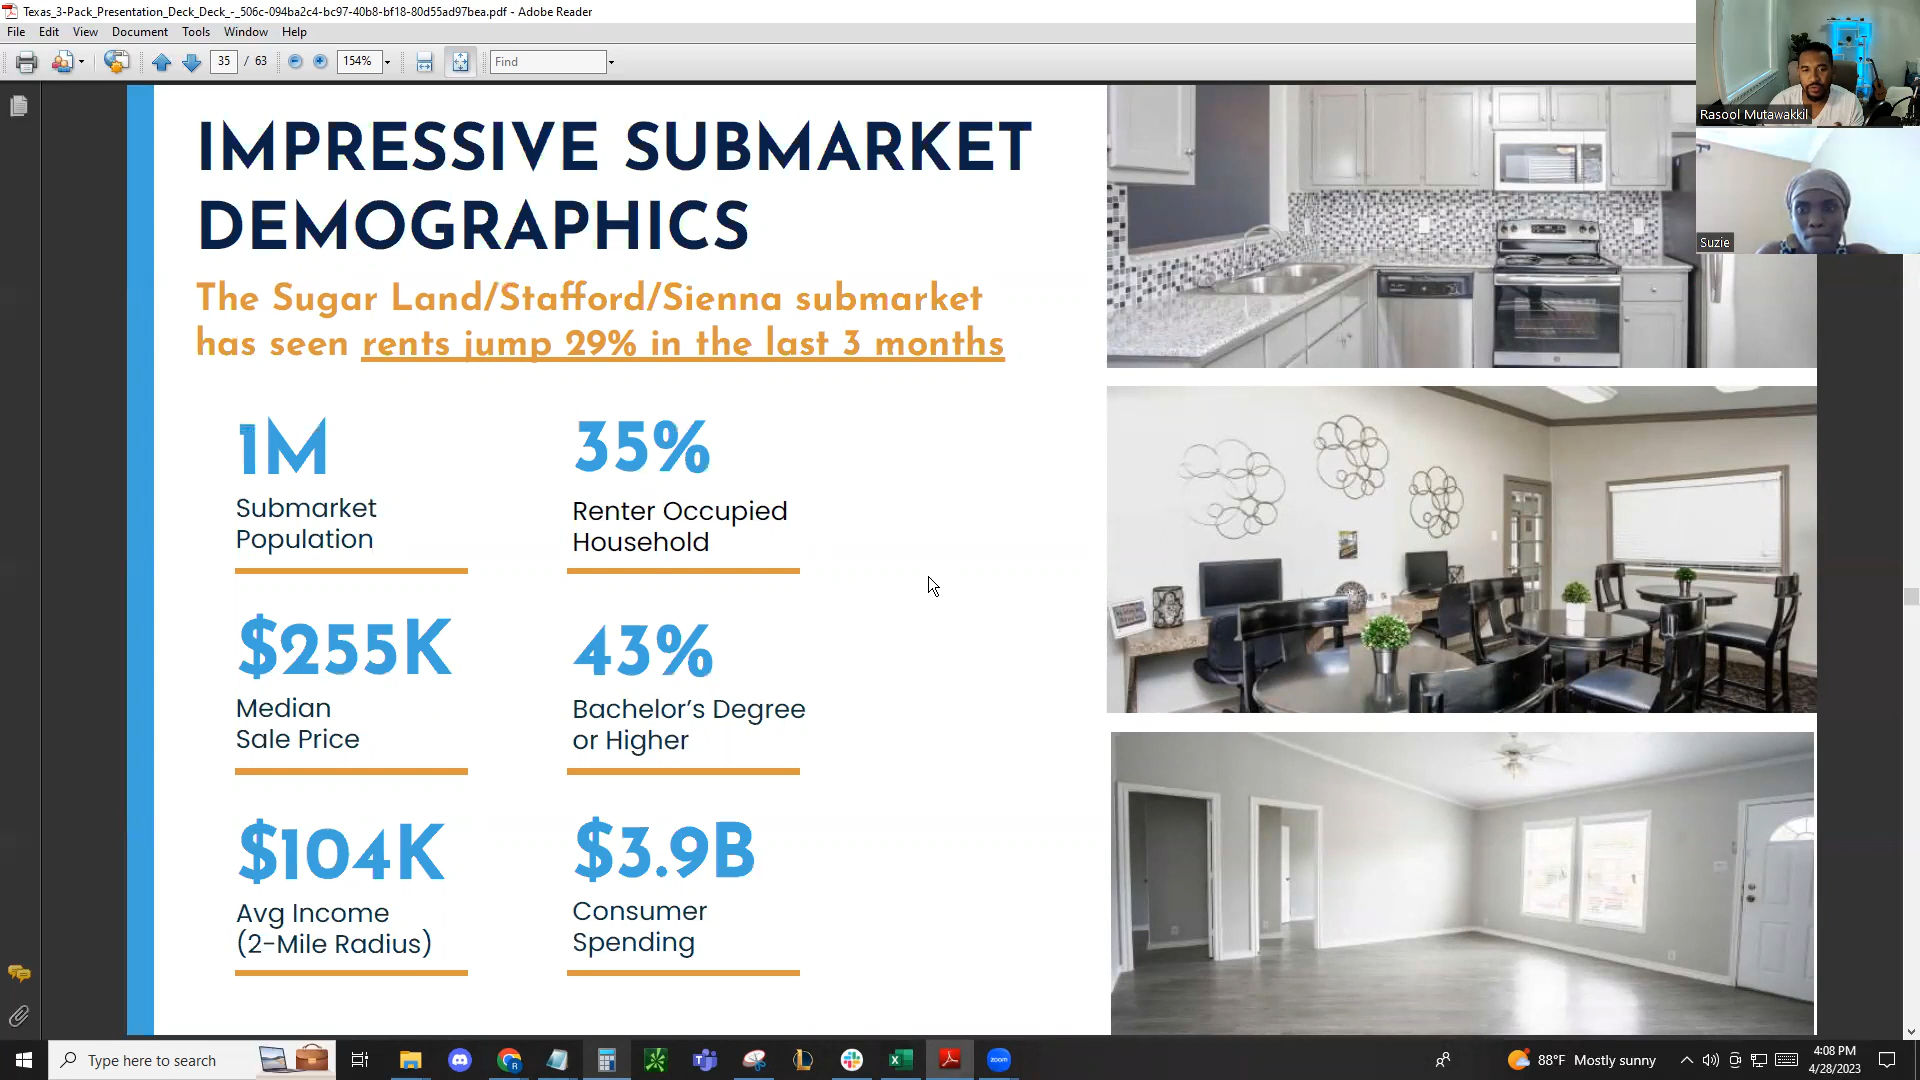 Texas_3-Pack_Presentation_Deck_Deck_-_506c-094ba2c4-bc97-40b8-bf18-80d55ad97bea.pdf - Adobe Reader
File Edit View Document Tools Window Help
35 / 63 154% Find
Rasool Mutawakkil
Suzie
IMPRESSIVE SUBMARKET
DEMOGRAPHICS
The Sugar Land/Stafford/Sienna submarket
has seen rents jump 29% in the last 3 months
1M
Submarket
Population
35%
Renter Occupied
Household
$255K
Median
Sale Price
43%
Bachelor's Degree
or Higher
$104K
Avg Income
(2-Mile Radius)
$3.9B
Consumer
Spending
Type here to search
zoom
88°F Mostly sunny
4:08 PM
4/28/2023